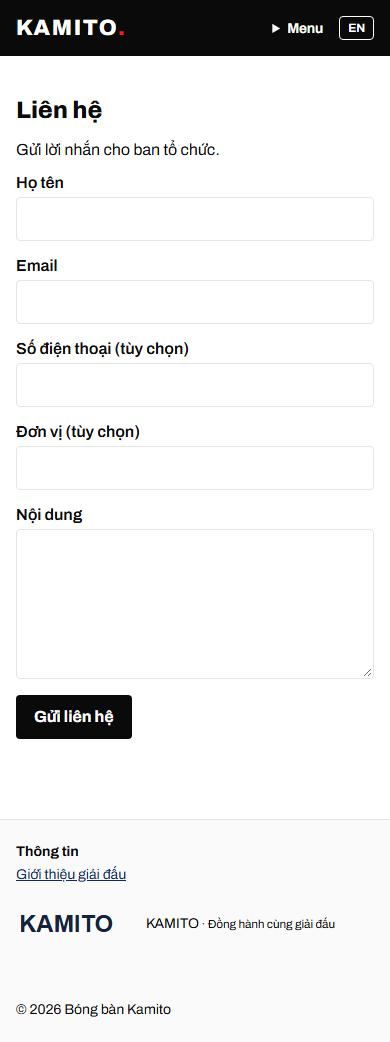 KAMITO.
Menu
EN
Liên hệ
Gửi lời nhắn cho ban tổ chức.
Họ tên
Email
Số điện thoại (tùy chọn)
Đơn vị (tùy chọn)
Nội dung
Gửi liên hệ
Thông tin
Giới thiệu giải đấu
KAMITO
KAMITO · Đồng hành cùng giải đấu
© 2026 Bóng bàn Kamito